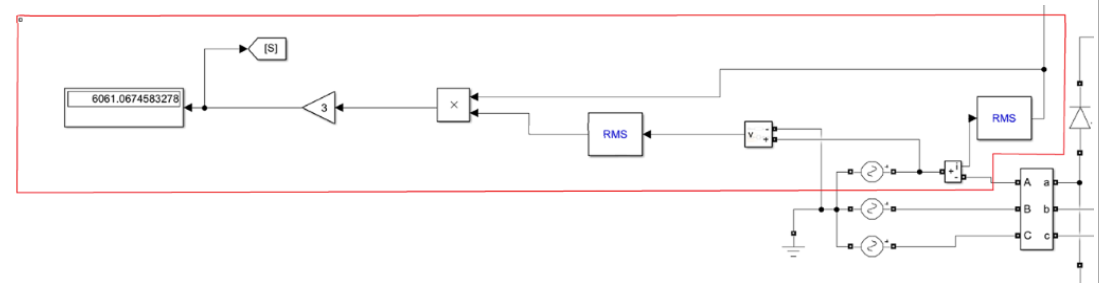 [S]
6061.0674583278
3
×
RMS
v
-
+
RMS
i
+
-
A a
B b
C c
+
+
+